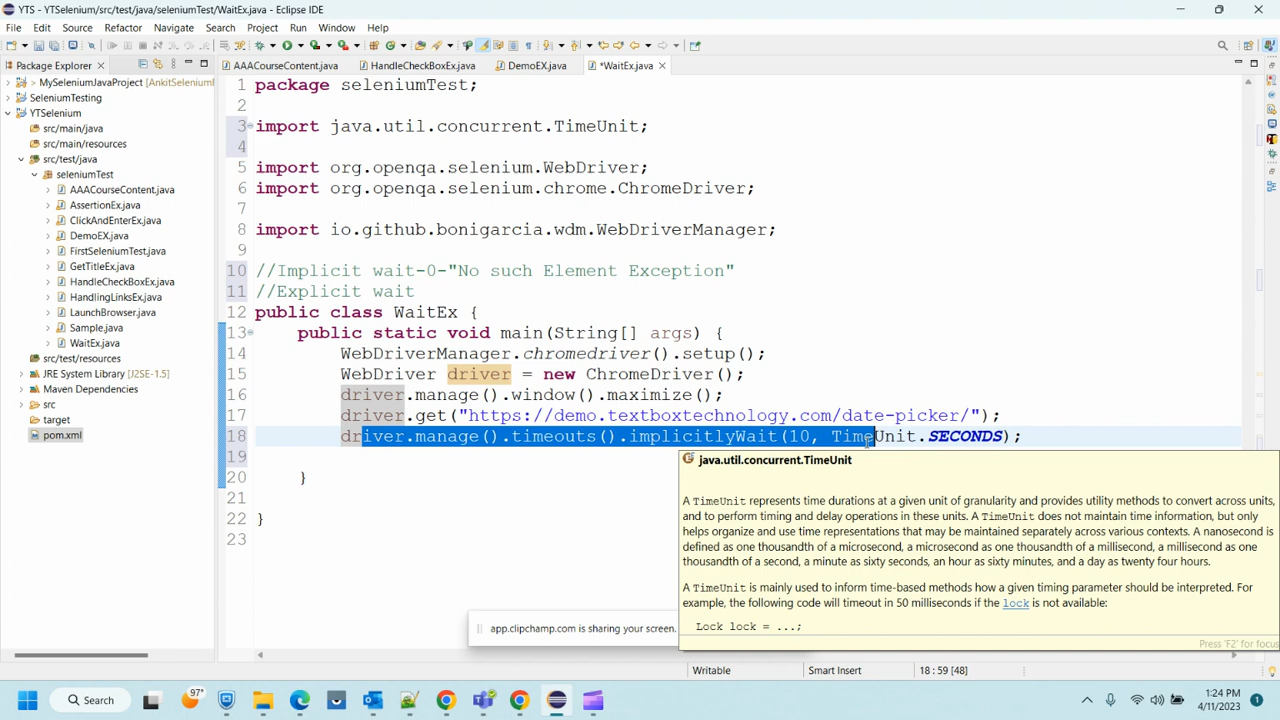 YTS - YTSelenium/src/test/java/seleniumTest/WaitEx.java - Eclipse IDE
File Edit Source Refactor Navigate Search Project Run Window Help
Package Explorer
AAACourseContent.java HandleCheckBoxEx.java DemoEX.java *WaitEx.java
MySeleniumJavaProject [AnkitSeleniumI
SeleniumTesting
YTSelenium
src/main/java
src/main/resources
src/test/java
seleniumTest
AAACourseContent.java
AssertionEx.java
ClickAndEnterEx.java
DemoEX.java
FirstSeleniumTest.java
GetTitleEx.java
HandleCheckBoxEx.java
HandlingLinksEx.java
LaunchBrowser.java
Sample.java
WaitEx.java
src/test/resources
JRE System Library [J2SE-1.5]
Maven Dependencies
src
target
pom.xml
1 package seleniumTest;
2
3 import java.util.concurrent.TimeUnit;
4
5 import org.openqa.selenium.WebDriver;
6 import org.openqa.selenium.chrome.ChromeDriver;
7
8 import io.github.bonigarcia.wdm.WebDriverManager;
9
10 //Implicit wait-0-"No such Element Exception"
11 //Explicit wait
12 public class WaitEx {
13 public static void main(String[] args) {
14 WebDriverManager.chromedriver().setup();
15 WebDriver driver = new ChromeDriver();
16 driver.manage().window().maximize();
17 driver.get("https://demo.textboxtechnology.com/date-picker/");
18 driver.manage().timeouts().implicitlyWait(10, TimeUnit.SECONDS);
19
20 }
21
22 }
23
java.util.concurrent.TimeUnit
A TimeUnit represents time durations at a given unit of granularity and provides utility methods to convert across units,
and to perform timing and delay operations in these units. A TimeUnit does not maintain time information, but only
helps organize and use time representations that may be maintained separately across various contexts. A nanosecond is
defined as one thousandth of a microsecond, a microsecond as one thousandth of a millisecond, a millisecond as one
thousandth of a second, a minute as sixty seconds, an hour as sixty minutes, and a day as twenty four hours.
A TimeUnit is mainly used to inform time-based methods how a given timing parameter should be interpreted. For
example, the following code will timeout in 50 milliseconds if the lock is not available:
Lock lock = ...;
Press 'F2' for focus
app.clipchamp.com is sharing your screen.
Writable Smart Insert 18 : 59 [48]
97°
Search
1:24 PM
4/11/2023
1